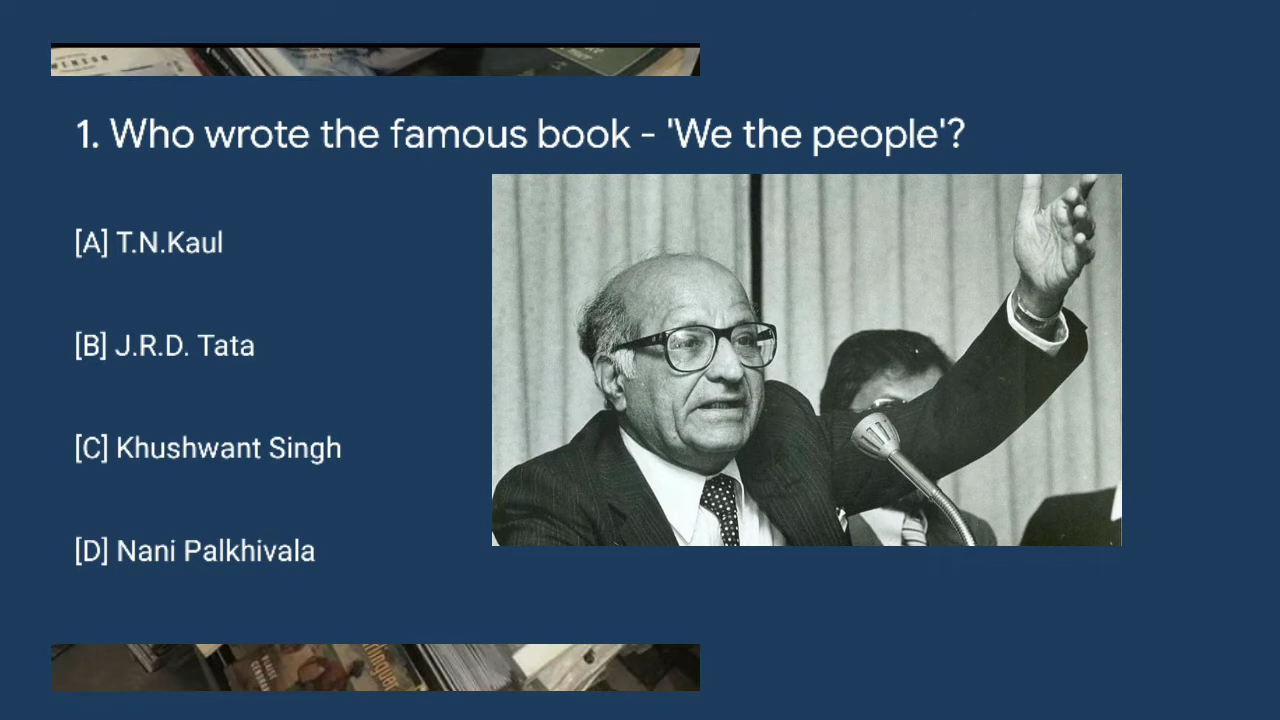 1. Who wrote the famous book - 'We the people'?
[A] T.N.Kaul
[B] J.R.D. Tata
[C] Khushwant Singh
[D] Nani Palkhivala